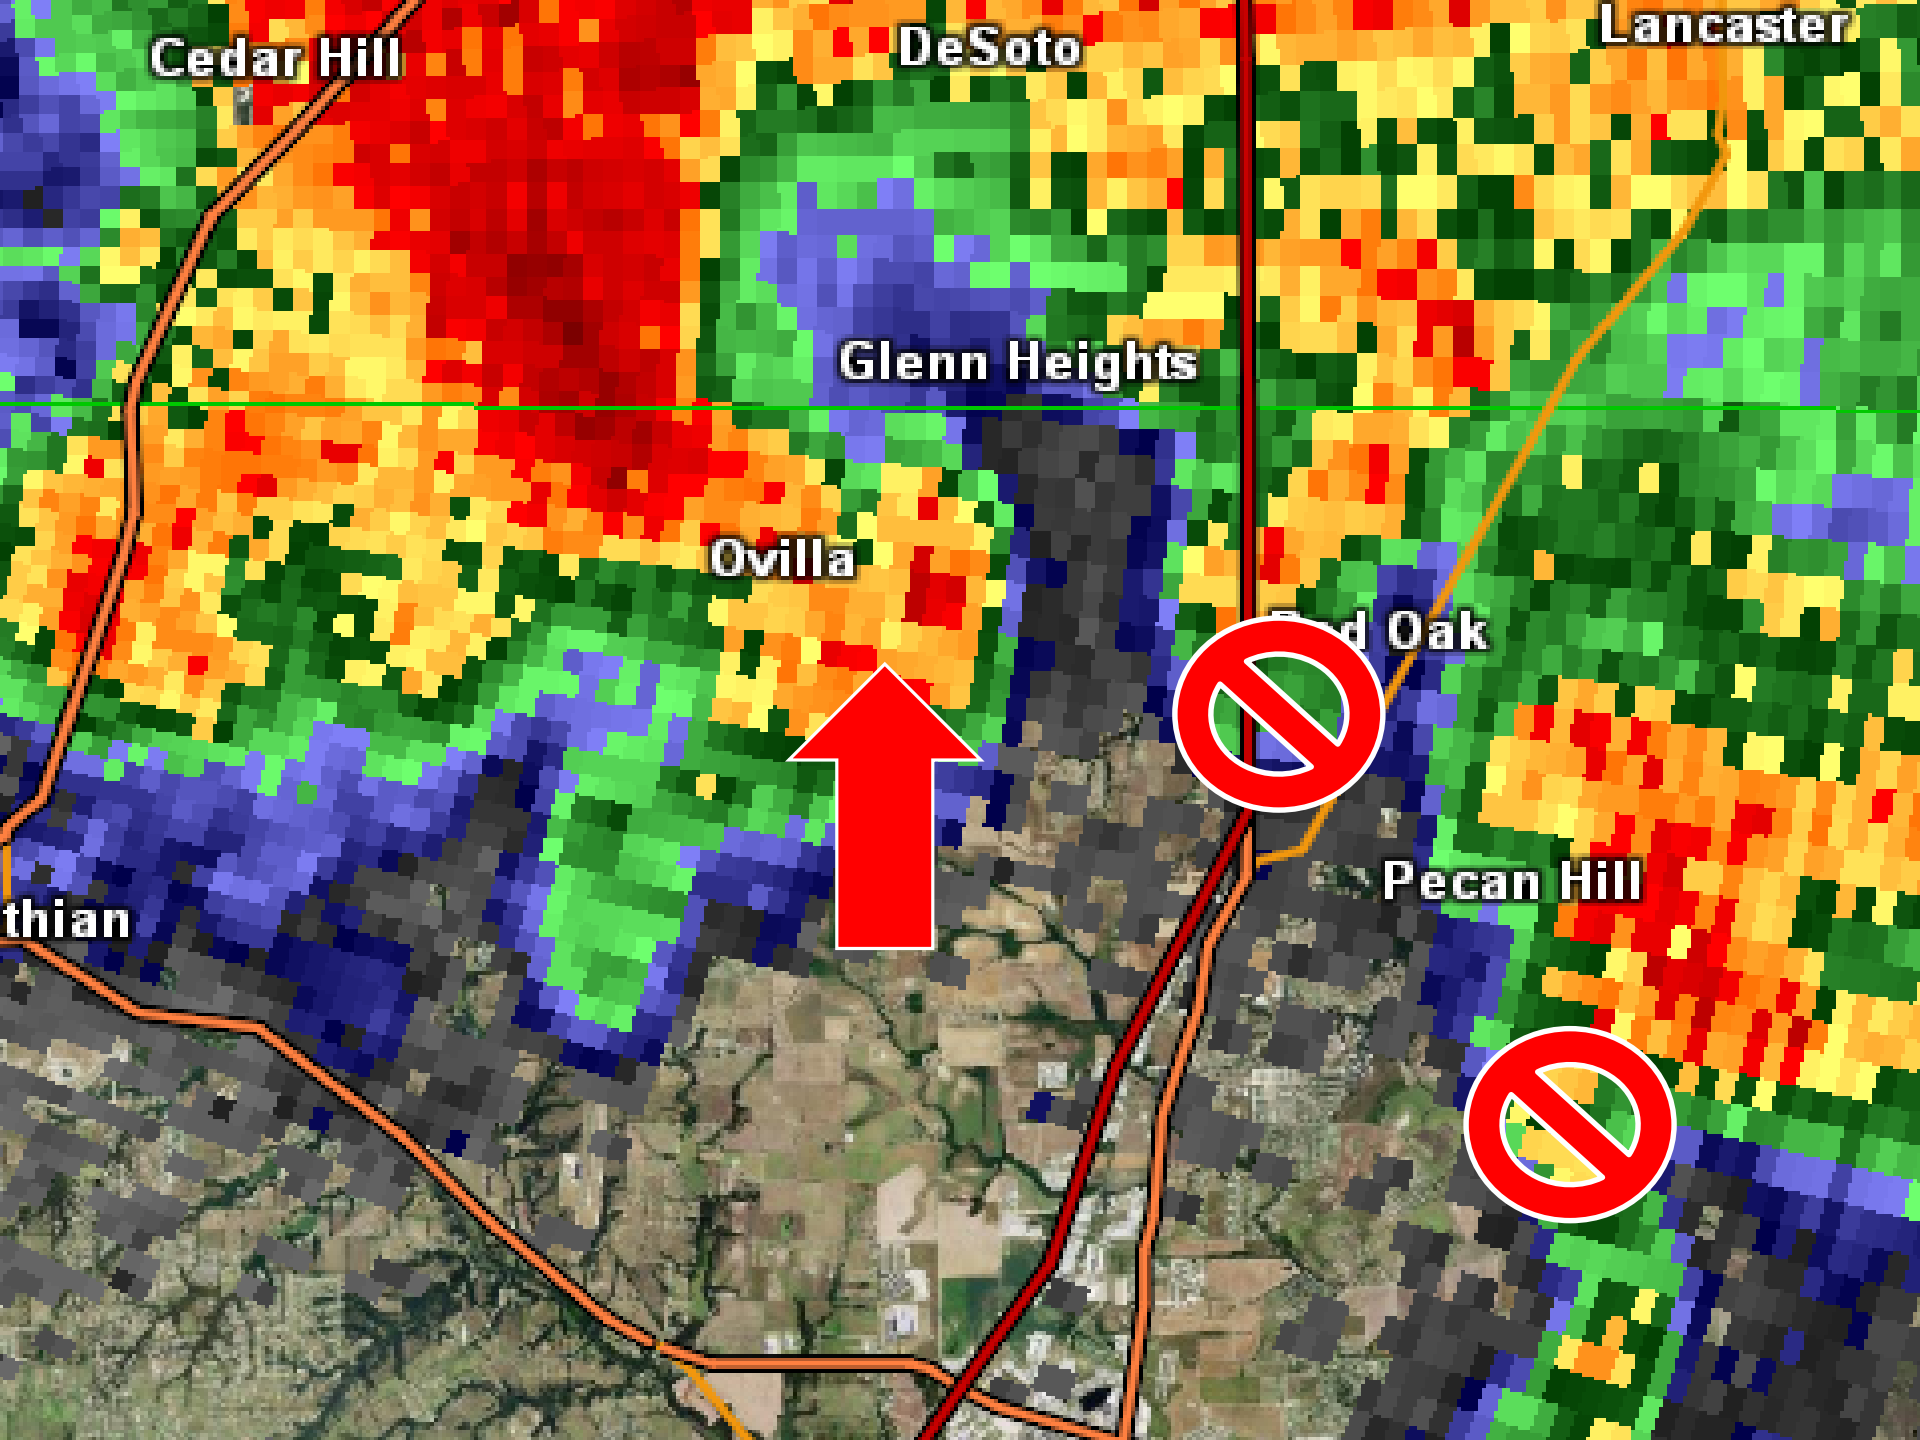 Lancaster
DeSoto
Cedar Hill
Glenn Heights
Ovilla
Oak
Pecan Hill
thian